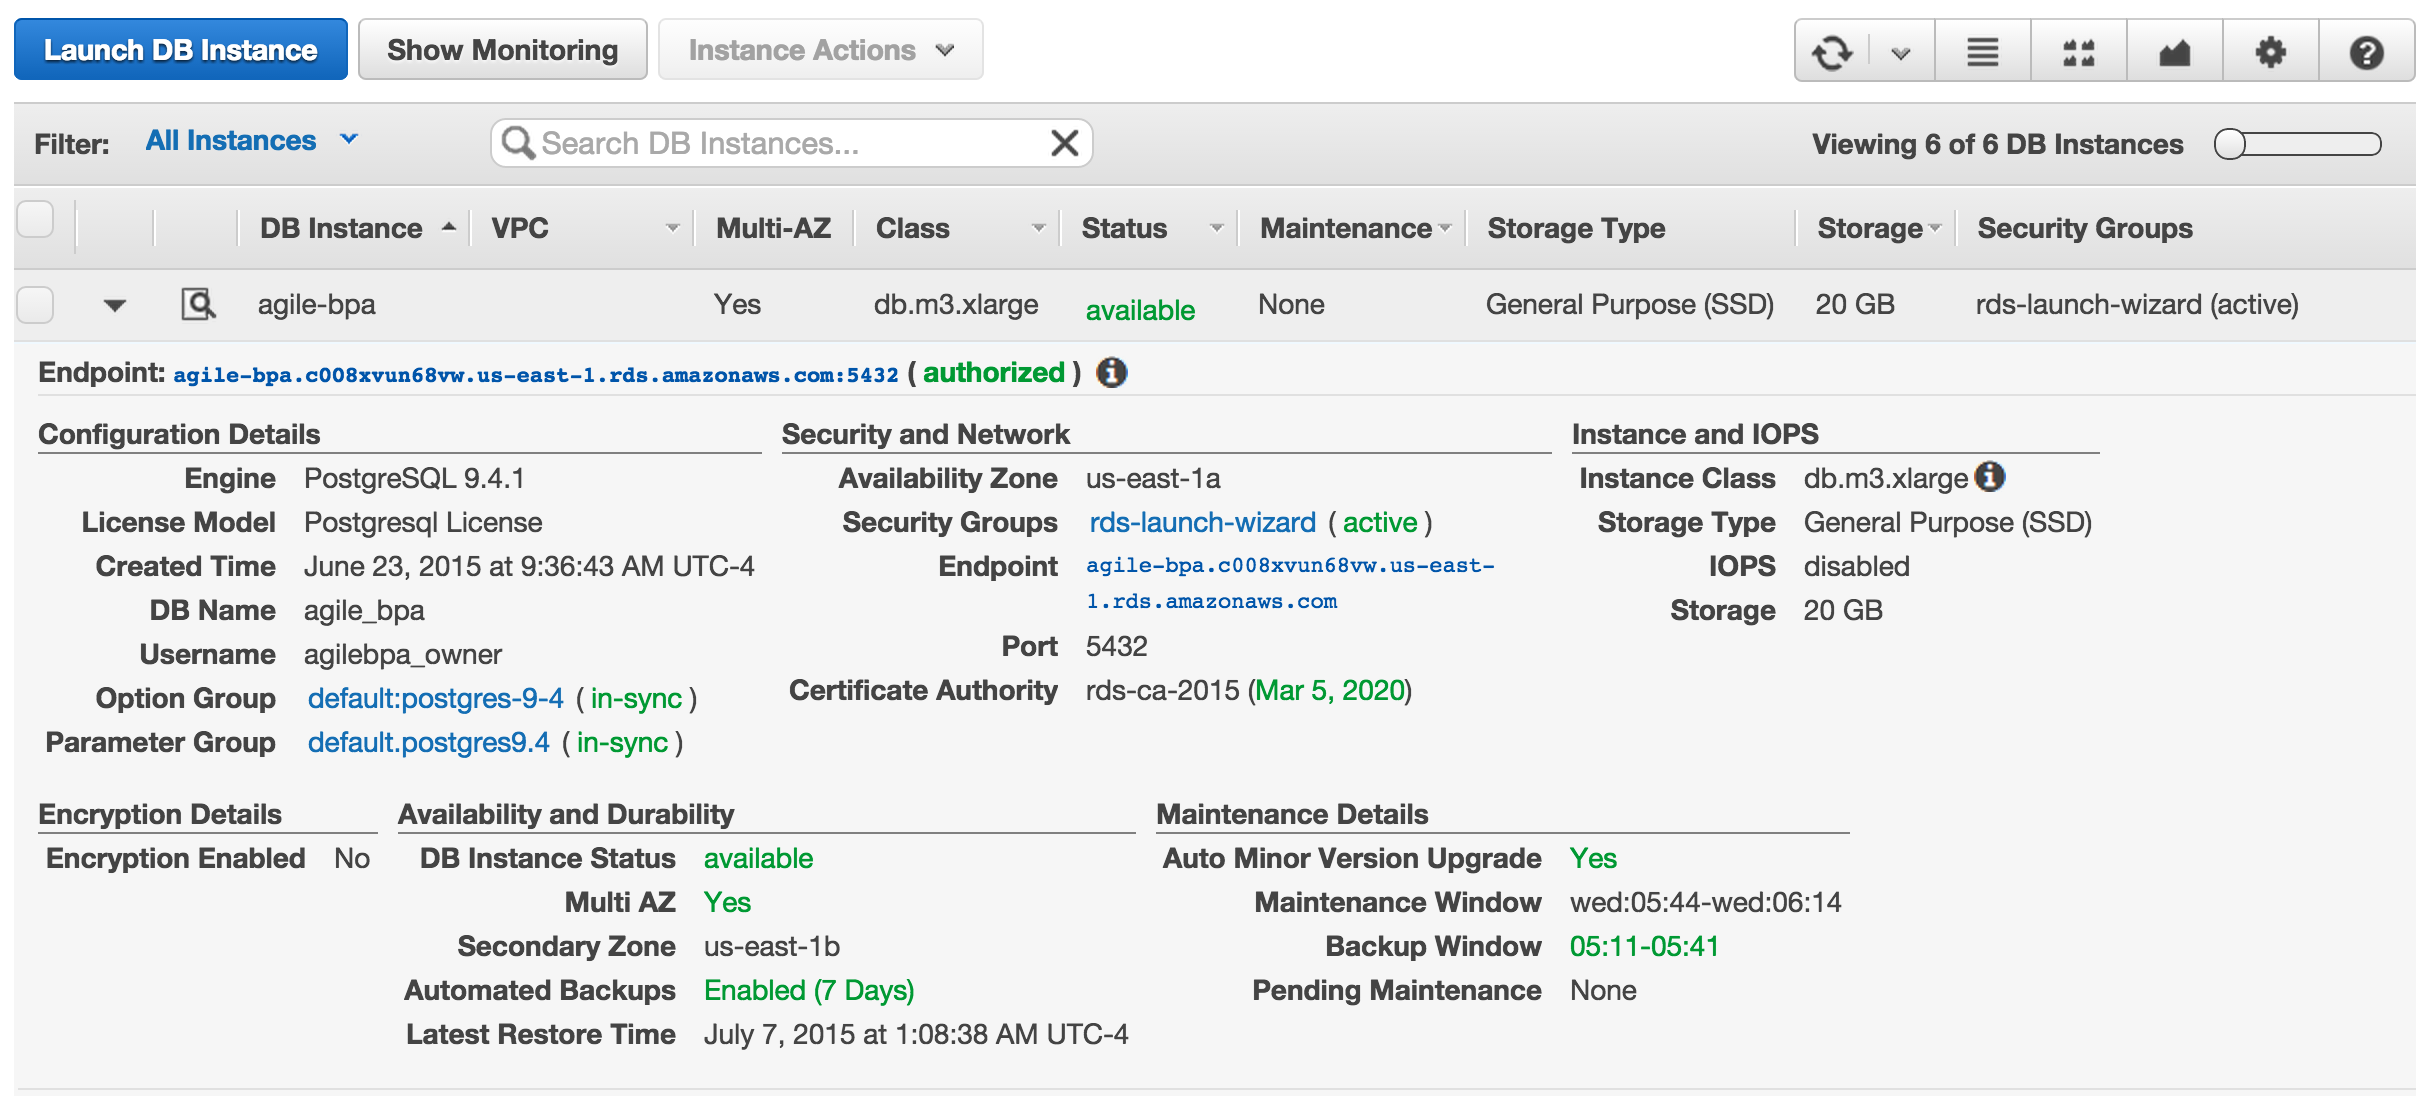 Launch DB Instance Show Monitoring Instance Actions
Filter: All Instances Search DB Instances... Viewing 6 of 6 DB Instances
DB Instance VPC Multi-AZ Class Status Maintenance Storage Type Storage Security Groups
agile-bpa Yes db.m3.xlarge available None General Purpose (SSD) 20 GB rds-launch-wizard (active)
Endpoint: agile-bpa.c008xvun68vw.us-east-1.rds.amazonaws.com:5432 ( authorized )
Configuration Details
Engine PostgreSQL 9.4.1
License Model Postgresql License
Created Time June 23, 2015 at 9:36:43 AM UTC-4
DB Name agile_bpa
Username agilebpa_owner
Option Group default:postgres-9-4 ( in-sync )
Parameter Group default.postgres9.4 ( in-sync )
Security and Network
Availability Zone us-east-1a
Security Groups rds-launch-wizard ( active )
Endpoint agile-bpa.c008xvun68vw.us-east-
1.rds.amazonaws.com
Port 5432
Certificate Authority rds-ca-2015 (Mar 5, 2020)
Instance and IOPS
Instance Class db.m3.xlarge
Storage Type General Purpose (SSD)
IOPS disabled
Storage 20 GB
Encryption Details
Encryption Enabled No
Availability and Durability
DB Instance Status available
Multi AZ Yes
Secondary Zone us-east-1b
Automated Backups Enabled (7 Days)
Latest Restore Time July 7, 2015 at 1:08:38 AM UTC-4
Maintenance Details
Auto Minor Version Upgrade Yes
Maintenance Window wed:05:44-wed:06:14
Backup Window 05:11-05:41
Pending Maintenance None